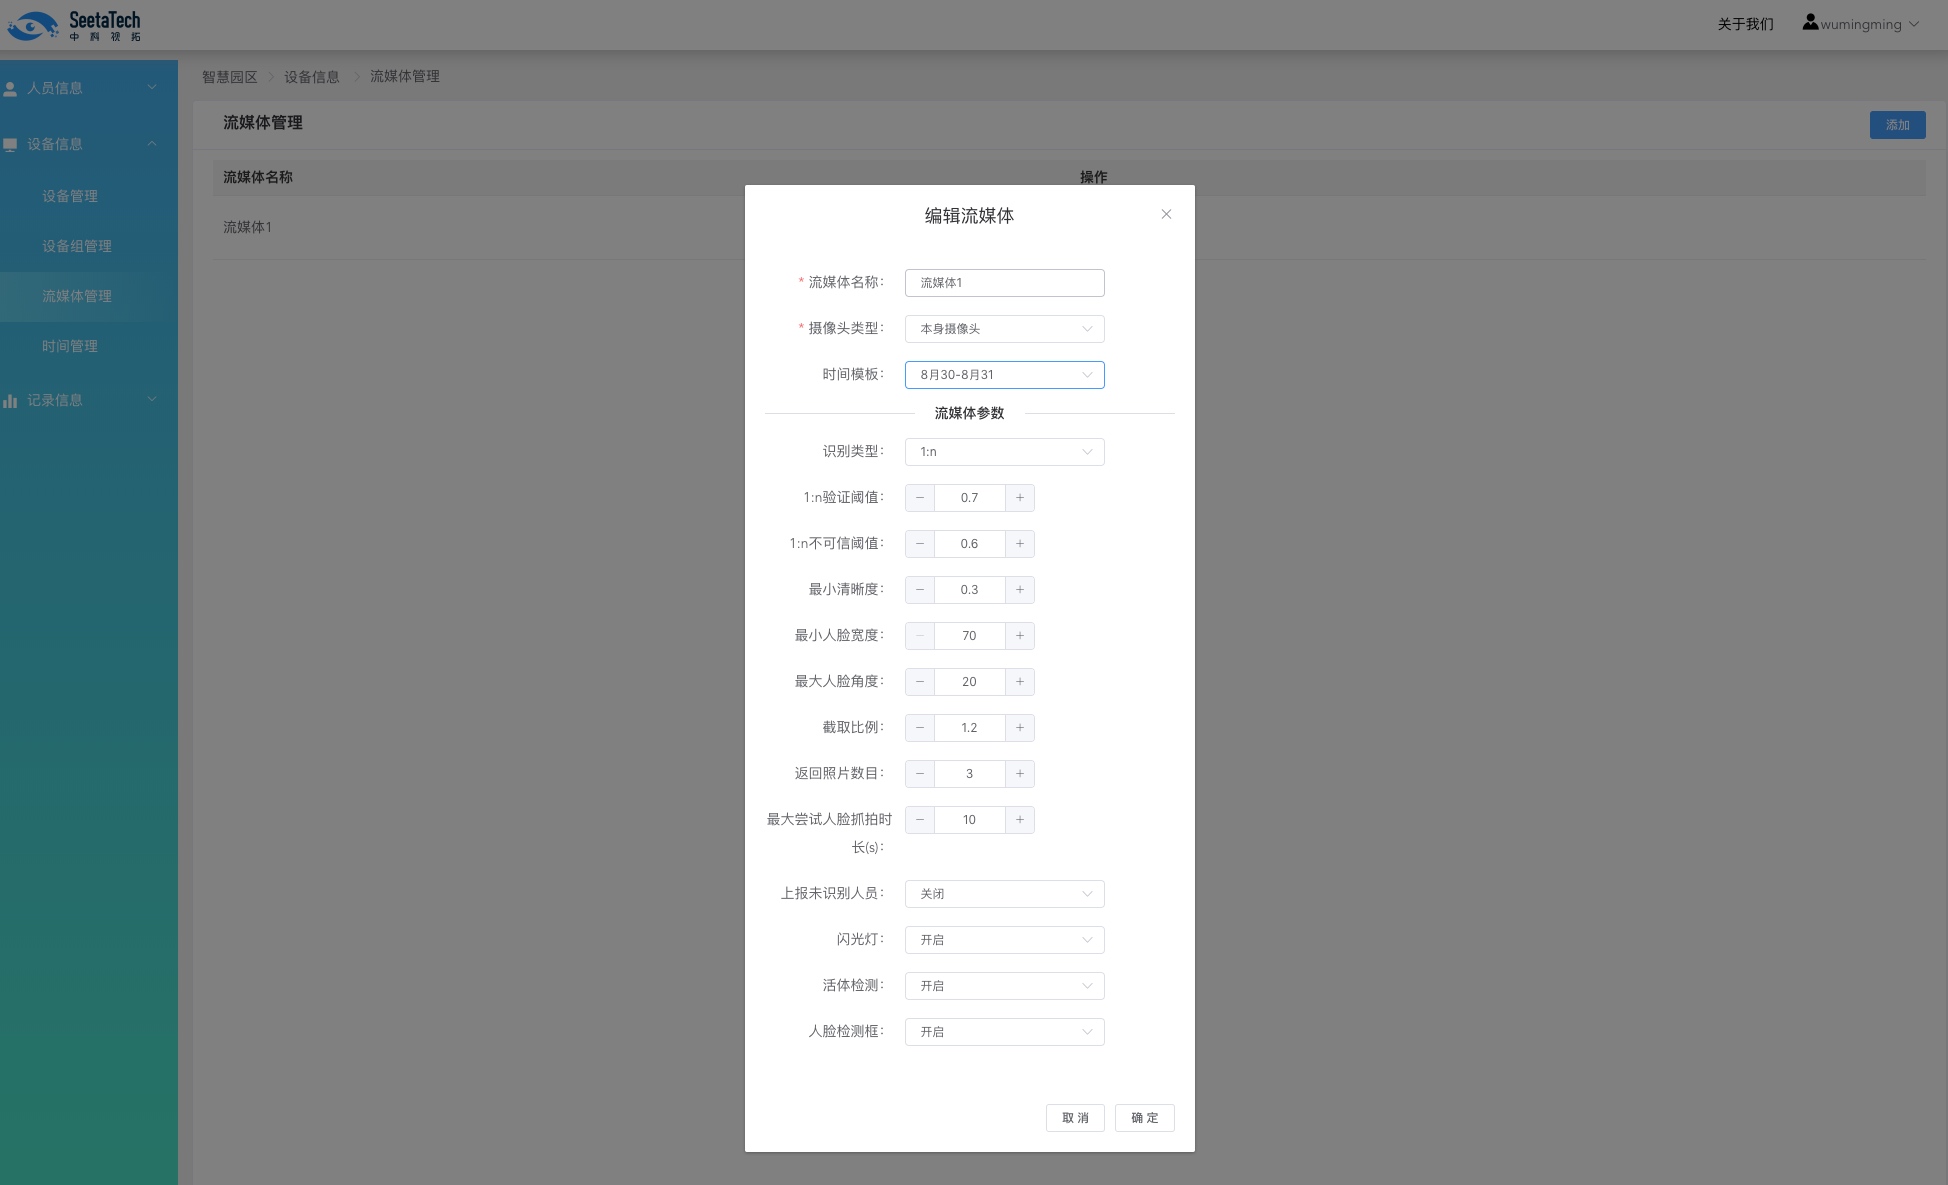 SeetaTech
中科视拓
关于我们
wumingming
人员信息
设备信息
设备管理
设备组管理
流媒体管理
时间管理
记录信息
智慧园区 设备信息 流媒体管理
流媒体管理
添加
流媒体名称 操作
流媒体1
编辑流媒体
* 流媒体名称: 流媒体1
* 摄像头类型: 本身摄像头
时间模板: 8月30-8月31
流媒体参数
识别类型: 1:n
1:n验证阈值: 0.7
1:n不可信阈值: 0.6
最小清晰度: 0.3
最小人脸宽度: 70
最大人脸角度: 20
截取比例: 1.2
返回照片数目: 3
最大尝试人脸抓拍时 10
长(s):
上报未识别人员: 关闭
闪光灯: 开启
活体检测: 开启
人脸检测框: 开启
取 消 确 定